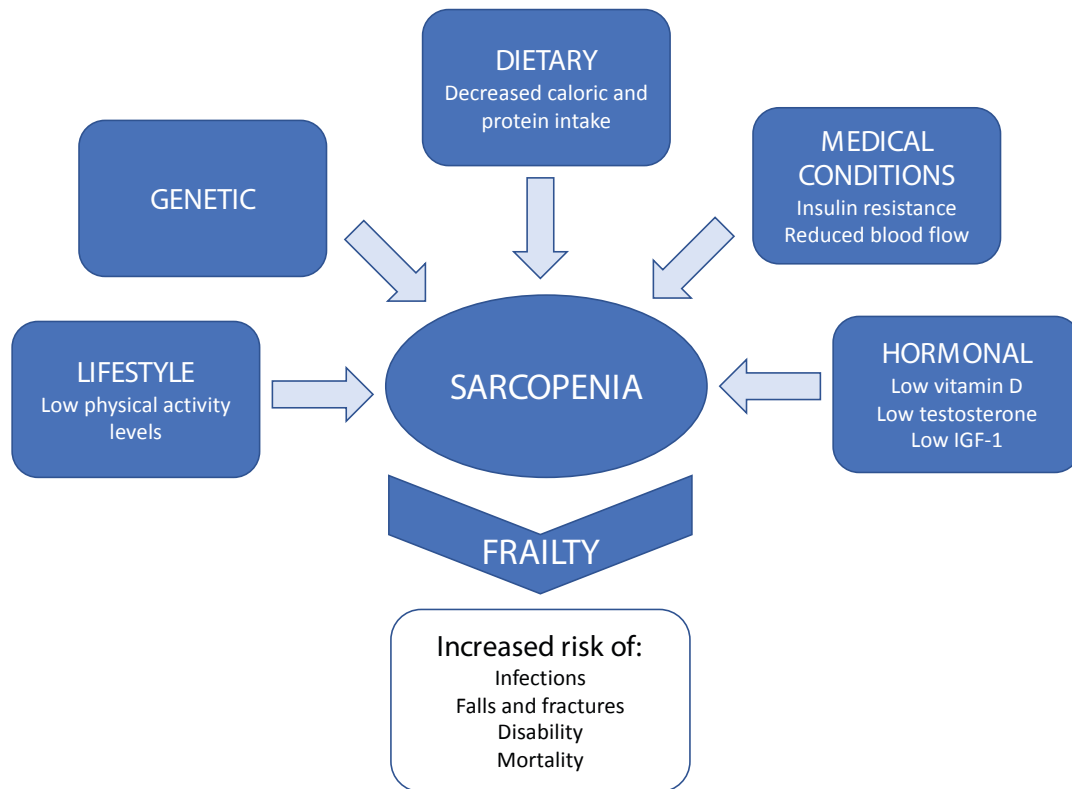 DIETARY
Decreased caloric and
protein intake
GENETIC
MEDICAL
CONDITIONS
Insulin resistance
Reduced blood flow
LIFESTYLE
Low physical activity
levels
SARCOPENIA
HORMONAL
Low vitamin D
Low testosterone
Low IGF-1
FRAILTY
Increased risk of:
Infections
Falls and fractures
Disability
Mortality